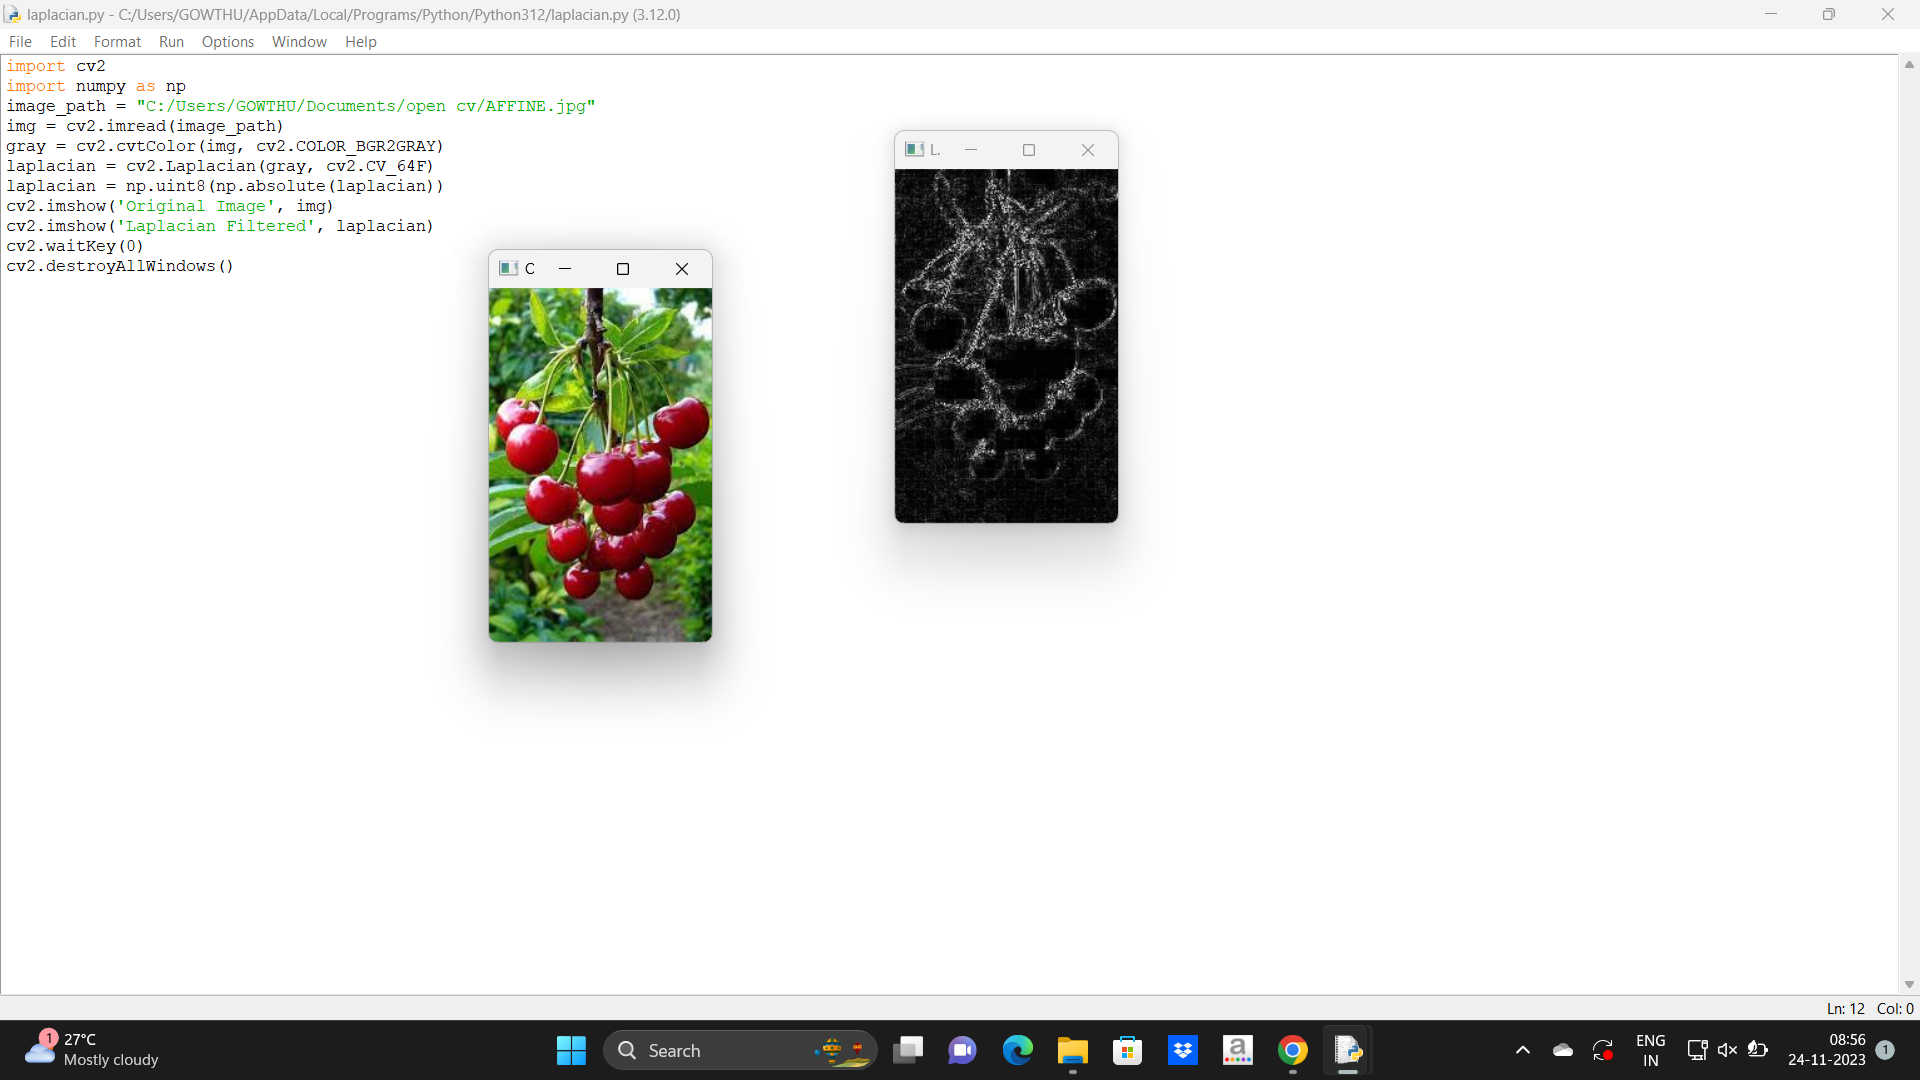 laplacian.py - C:/Users/GOWTHU/AppData/Local/Programs/Python/Python312/laplacian.py (3.12.0)
File Edit Format Run Options Window Help
import cv2
import numpy as np
image_path = "C:/Users/GOWTHU/Documents/open cv/AFFINE.jpg"
img = cv2.imread(image_path)
gray = cv2.cvtColor(img, cv2.COLOR_BGR2GRAY)
laplacian = cv2.Laplacian(gray, cv2.CV_64F)
laplacian = np.uint8(np.absolute(laplacian))
cv2.imshow('Original Image', img)
cv2.imshow('Laplacian Filtered', laplacian)
cv2.waitKey(0)
cv2.destroyAllWindows()
L.
C
Ln: 12 Col: 0
1
27°C
Mostly cloudy
Search
a
ENG
IN
08:56
24-11-2023
1